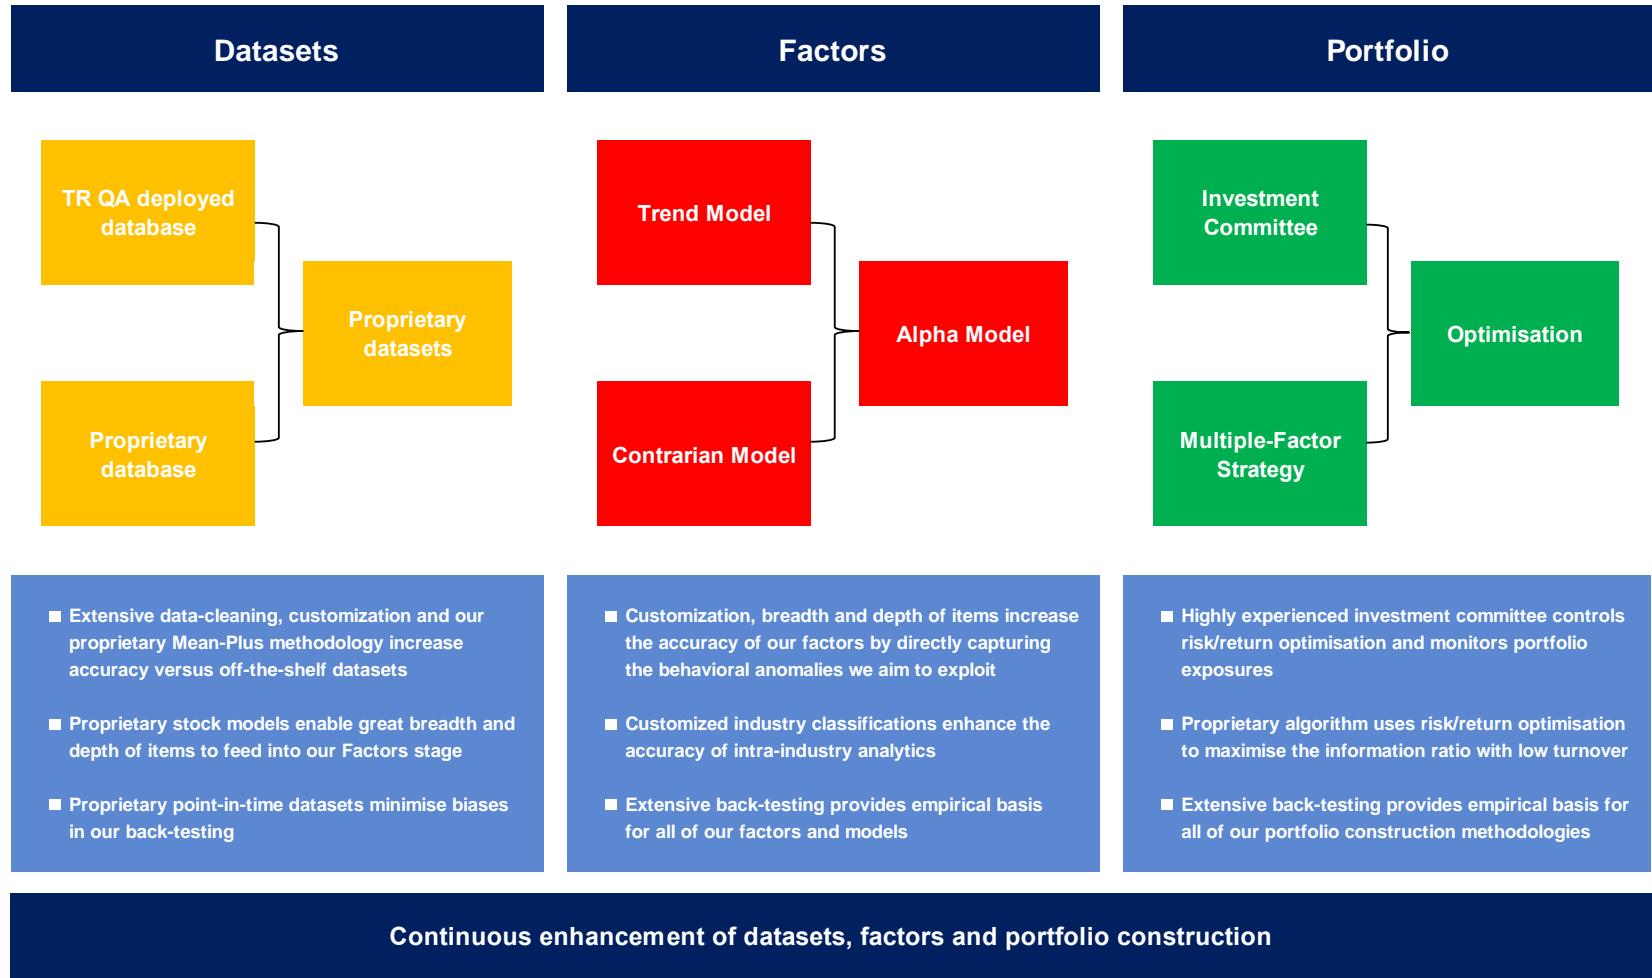 Datasets
Factors
Portfolio
TR QA deployed
database
Proprietary
database
Proprietary
datasets
Trend Model
Contrarian Model
Alpha Model
Investment
Committee
Multiple-Factor
Strategy
Optimisation
Extensive data-cleaning, customization and our
proprietary Mean-Plus methodology increase
accuracy versus off-the-shelf datasets
Proprietary stock models enable great breadth and
depth of items to feed into our Factors stage
Proprietary point-in-time datasets minimise biases
in our back-testing
Customization, breadth and depth of items increase
the accuracy of our factors by directly capturing
the behavioral anomalies we aim to exploit
Customized industry classifications enhance the
accuracy of intra-industry analytics
Extensive back-testing provides empirical basis
for all of our factors and models
Highly experienced investment committee controls
risk/return optimisation and monitors portfolio
exposures
Proprietary algorithm uses risk/return optimisation
to maximise the information ratio with low turnover
Extensive back-testing provides empirical basis for
all of our portfolio construction methodologies
Continuous enhancement of datasets, factors and portfolio construction